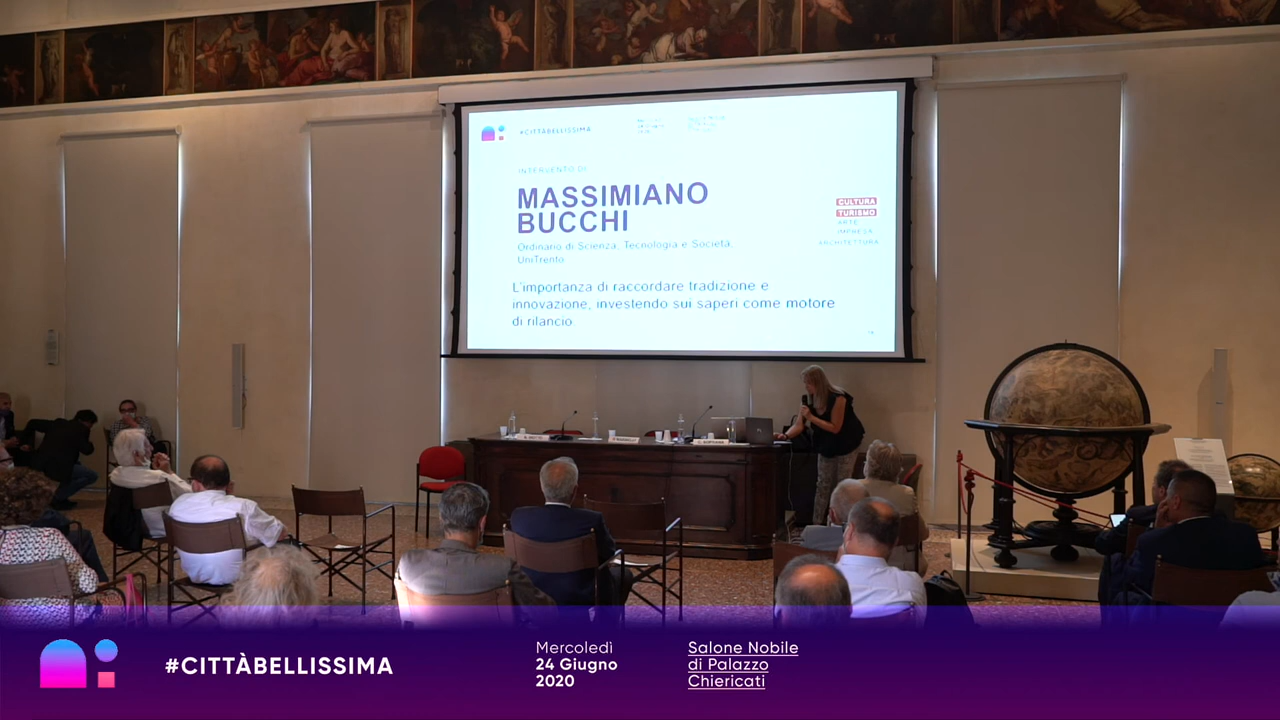 #CITTÀBELLISSIMA
INTERVENTO DI
MASSIMIANO
BUCCHI
Ordinario di Scienza, Tecnologia e Società,
UniTrento
L'importanza di raccordare tradizione e
innovazione, investendo sui saperi come motore
di rilancio
CULTURA
TURISMO
ARTE
IMPRESA
ARCHITETTURA
#CITTÀBELLISSIMA
Mercoledì
24 Giugno
2020
Salone Nobile
di Palazzo
Chiericati